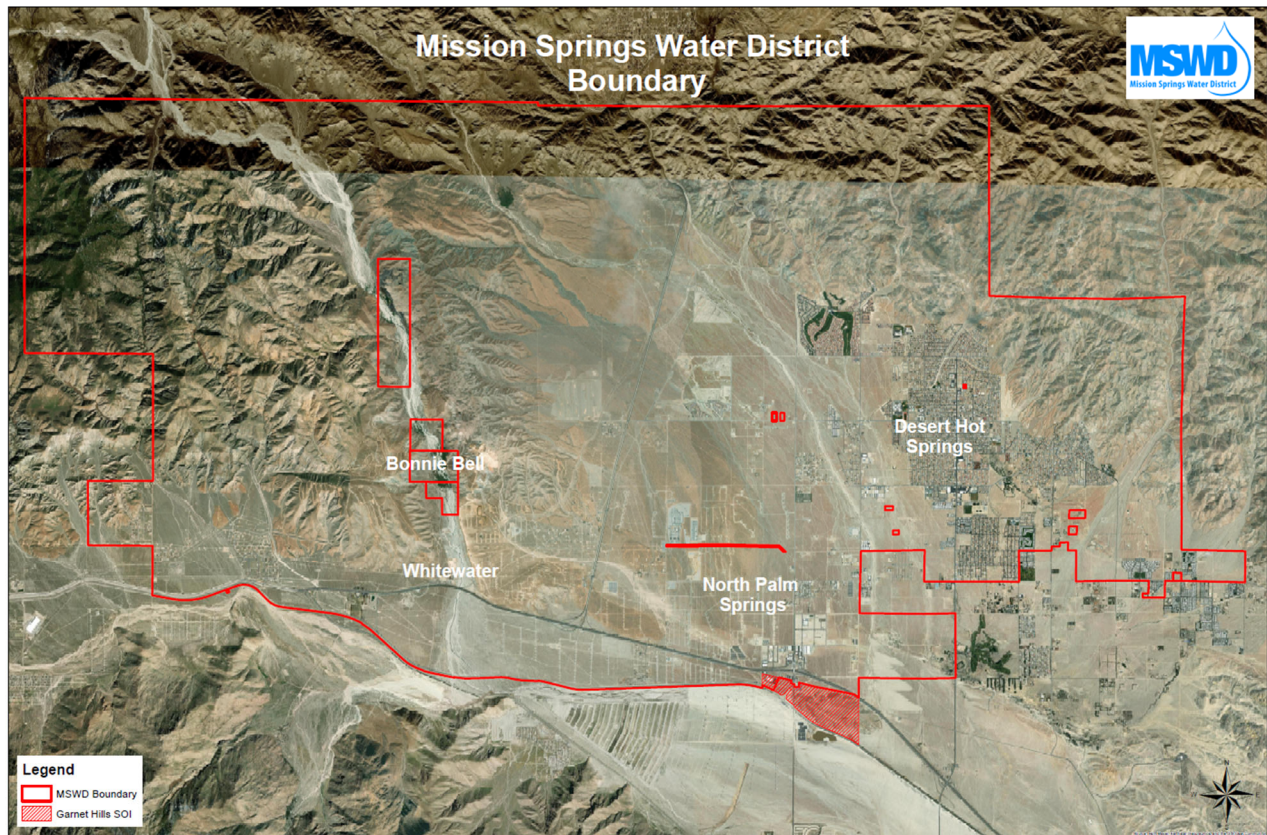 Mission Springs Water District
Boundary
MSWD
Mission Springs Water District
Desert Hot
Springs
Bonnie Bell
Whitewater
North Palm
Springs
Legend
MSWD Boundary
Garnet Hills SOI
N